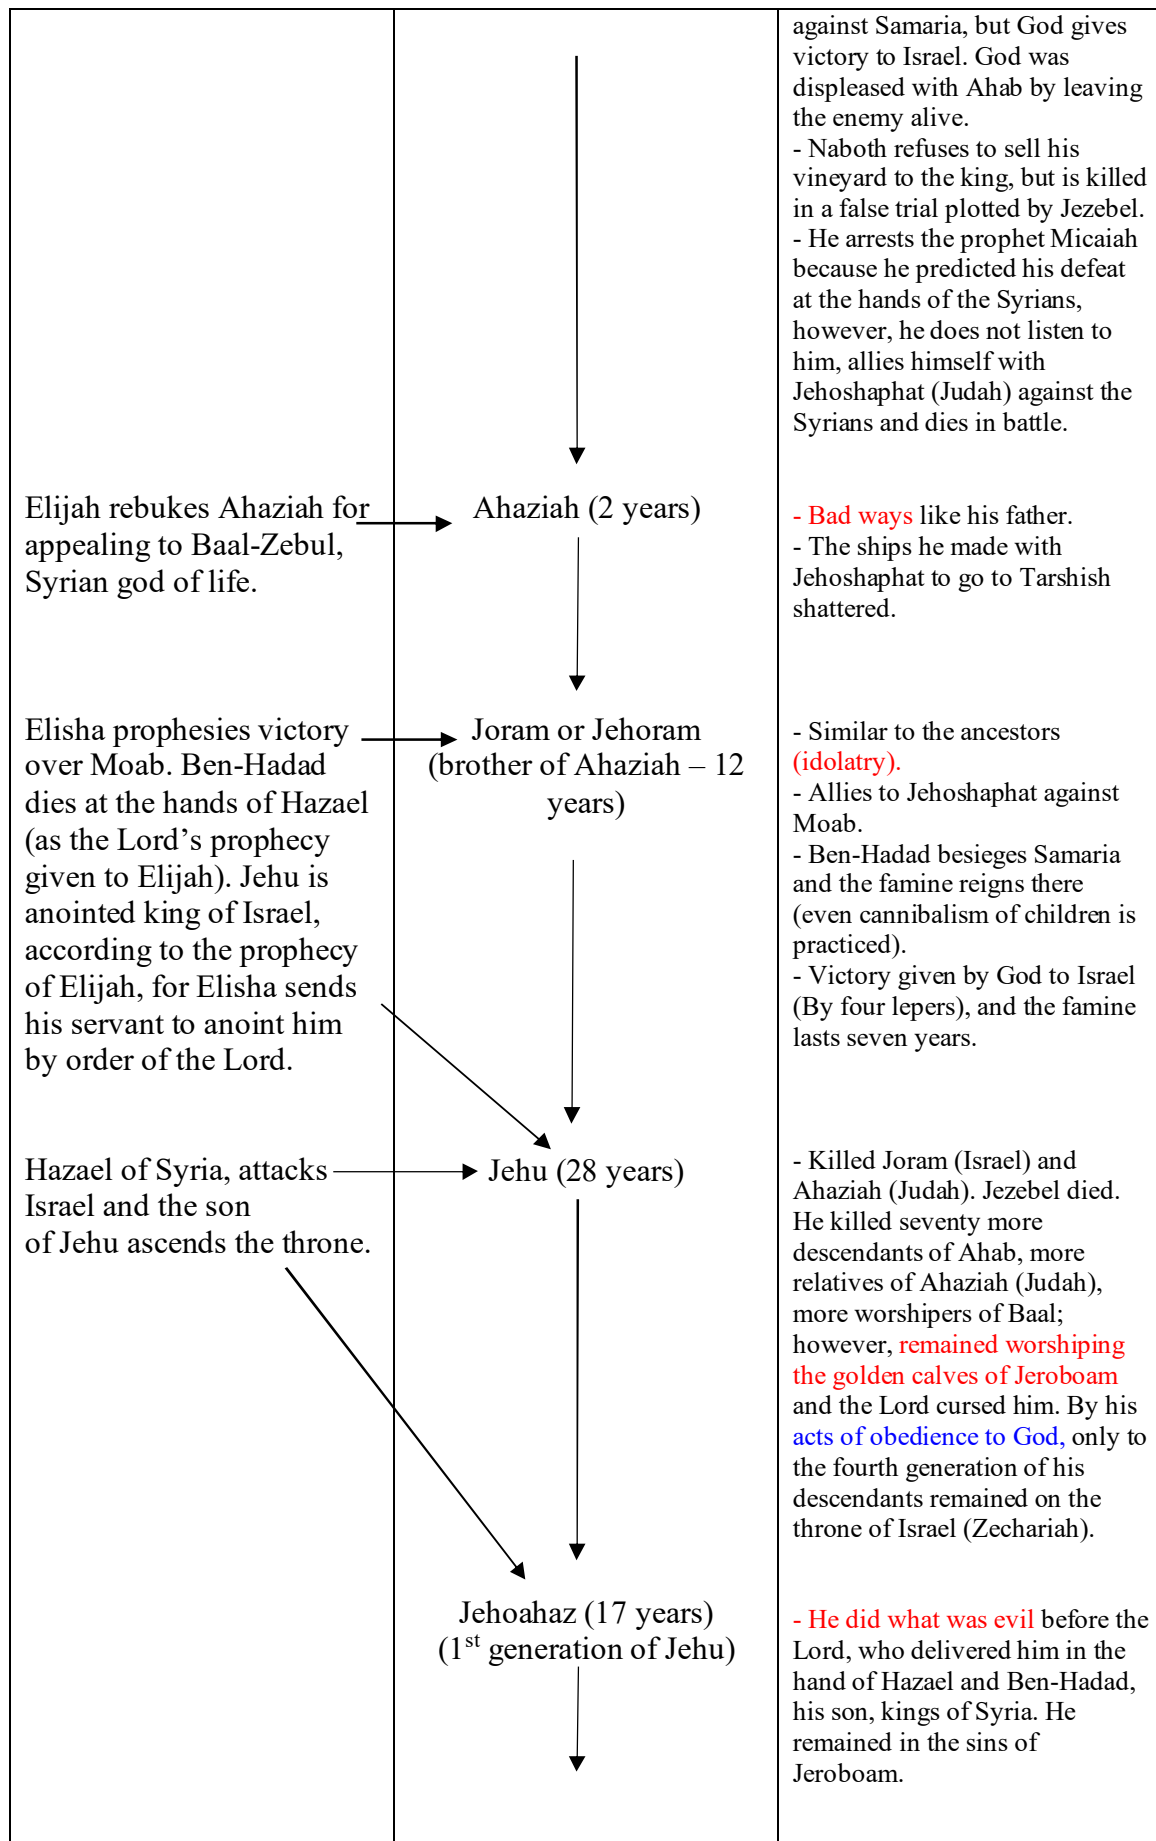 against Samaria, but God gives
victory to Israel. God was
displeased with Ahab by leaving
the enemy alive.
- Naboth refuses to sell his
vineyard to the king, but is killed
in a false trial plotted by Jezebel.
- He arrests the prophet Micaiah
because he predicted his defeat
at the hands of the Syrians,
however, he does not listen to
him, allies himself with
Jehoshaphat (Judah) against the
Syrians and dies in battle.
Elijah rebukes Ahaziah for
appealing to Baal-Zebul,
Syrian god of life.
Ahaziah (2 years)
- Bad ways like his father.
- The ships he made with
Jehoshaphat to go to Tarshish
shattered.
Elisha prophesies victory
over Moab. Ben-Hadad
dies at the hands of Hazael
(as the Lord’s prophecy
given to Elijah). Jehu is
anointed king of Israel,
according to the prophecy
of Elijah, for Elisha sends
his servant to anoint him
by order of the Lord.
Joram or Jehoram
(brother of Ahaziah – 12
years)
- Similar to the ancestors
(idolatry).
- Allies to Jehoshaphat against
Moab.
- Ben-Hadad besieges Samaria
and the famine reigns there
(even cannibalism of children is
practiced).
- Victory given by God to Israel
(By four lepers), and the famine
lasts seven years.
Hazael of Syria, attacks
Israel and the son
of Jehu ascends the throne.
Jehu (28 years)
- Killed Joram (Israel) and
Ahaziah (Judah). Jezebel died.
He killed seventy more
descendants of Ahab, more
relatives of Ahaziah (Judah),
more worshipers of Baal;
however, remained worshiping
the golden calves of Jeroboam
and the Lord cursed him. By his
acts of obedience to God, only to
the fourth generation of his
descendants remained on the
throne of Israel (Zechariah).
Jehoahaz (17 years)
(1st generation of Jehu)
- He did what was evil before the
Lord, who delivered him in the
hand of Hazael and Ben-Hadad,
his son, kings of Syria. He
remained in the sins of
Jeroboam.